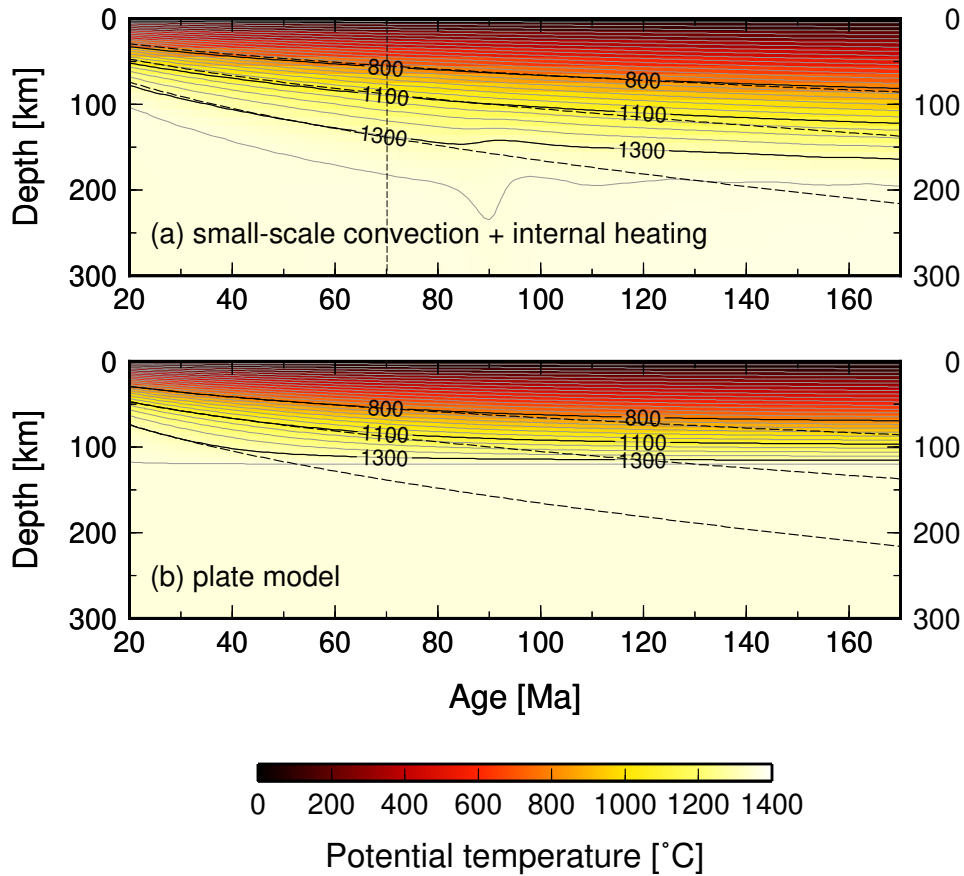 0 0
100 100
200 200
300 300
Depth [km]
800 800
1100 1100
1300 1300
(a) small-scale convection + internal heating
20 40 60 80 100 120 140 160
0 0
100 100
200 200
300 300
Depth [km]
800 800
1100 1100
1300 1300
(b) plate model
20 40 60 80 100 120 140 160
Age [Ma]
0 200 400 600 800 1000 1200 1400
Potential temperature [˚C]